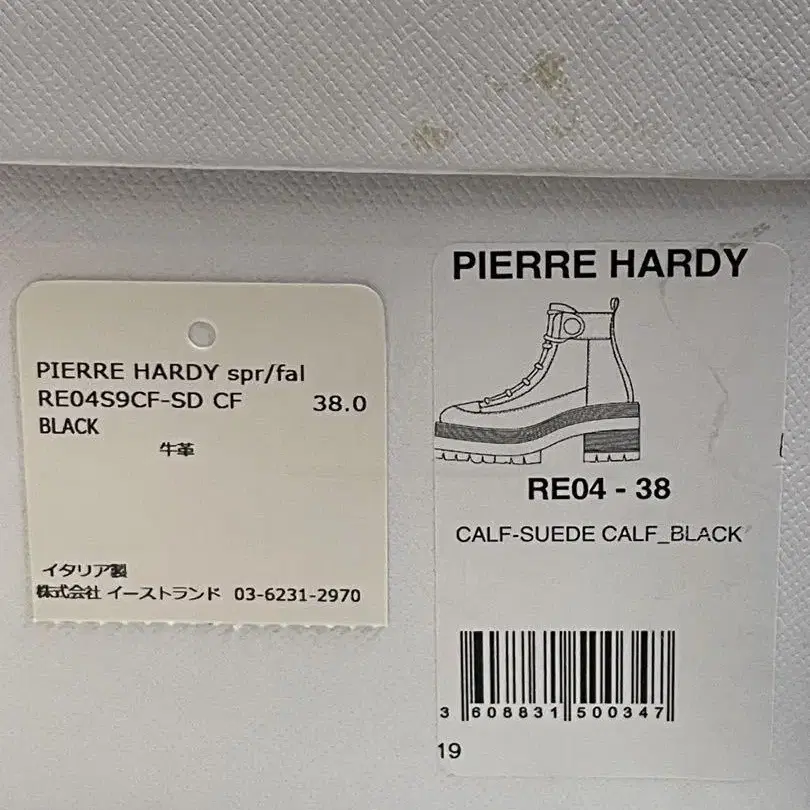 PIERRE HARDY spr/fal
RE04S9CF-SD CF 38.0
BLACK
牛革
イタリア製
株式会社 イーストランド 03-6231-2970
PIERRE HARDY
RE04 - 38
CALF-SUEDE CALF_BLACK
3 608831 500347
19